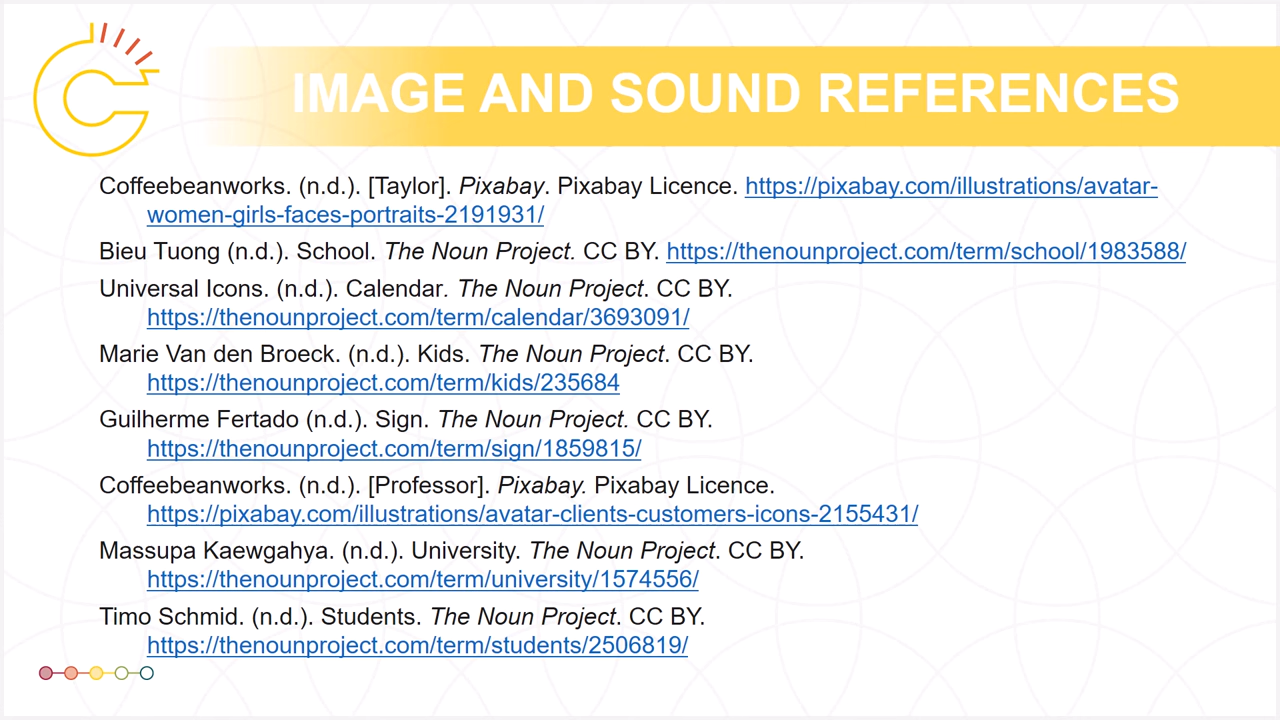 IMAGE AND SOUND REFERENCES
Coffeebeanworks. (n.d.). [Taylor]. Pixabay. Pixabay Licence. https://pixabay.com/illustrations/avatar-
women-girls-faces-portraits-2191931/
Bieu Tuong (n.d.). School. The Noun Project. CC BY. https://thenounproject.com/term/school/1983588/
Universal Icons. (n.d.). Calendar. The Noun Project. CC BY.
https://thenounproject.com/term/calendar/3693091/
Marie Van den Broeck. (n.d.). Kids. The Noun Project. CC BY.
https://thenounproject.com/term/kids/235684
Guilherme Fertado (n.d.). Sign. The Noun Project. CC BY.
https://thenounproject.com/term/sign/1859815/
Coffeebeanworks. (n.d.). [Professor]. Pixabay. Pixabay Licence.
https://pixabay.com/illustrations/avatar-clients-customers-icons-2155431/
Massupa Kaewgahya. (n.d.). University. The Noun Project. CC BY.
https://thenounproject.com/term/university/1574556/
Timo Schmid. (n.d.). Students. The Noun Project. CC BY.
https://thenounproject.com/term/students/2506819/